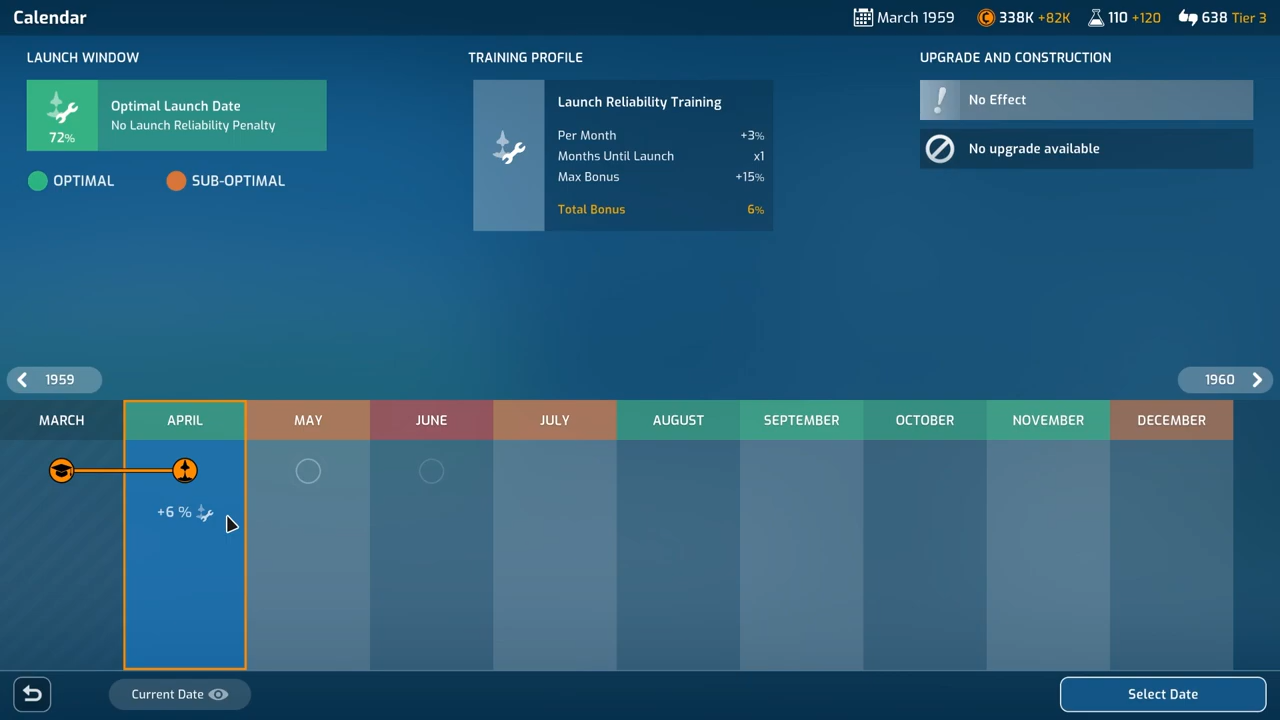 Calendar
March 1959
338K +82K
110 +120
638 Tier 3
LAUNCH WINDOW
72%
Optimal Launch Date
No Launch Reliability Penalty
OPTIMAL
SUB-OPTIMAL
TRAINING PROFILE
Launch Reliability Training
Per Month +3%
Months Until Launch x1
Max Bonus +15%
Total Bonus 6%
UPGRADE AND CONSTRUCTION
No Effect
No upgrade available
1959
1960
MARCH APRIL MAY JUNE JULY AUGUST SEPTEMBER OCTOBER NOVEMBER DECEMBER
+6 %
Current Date
Select Date